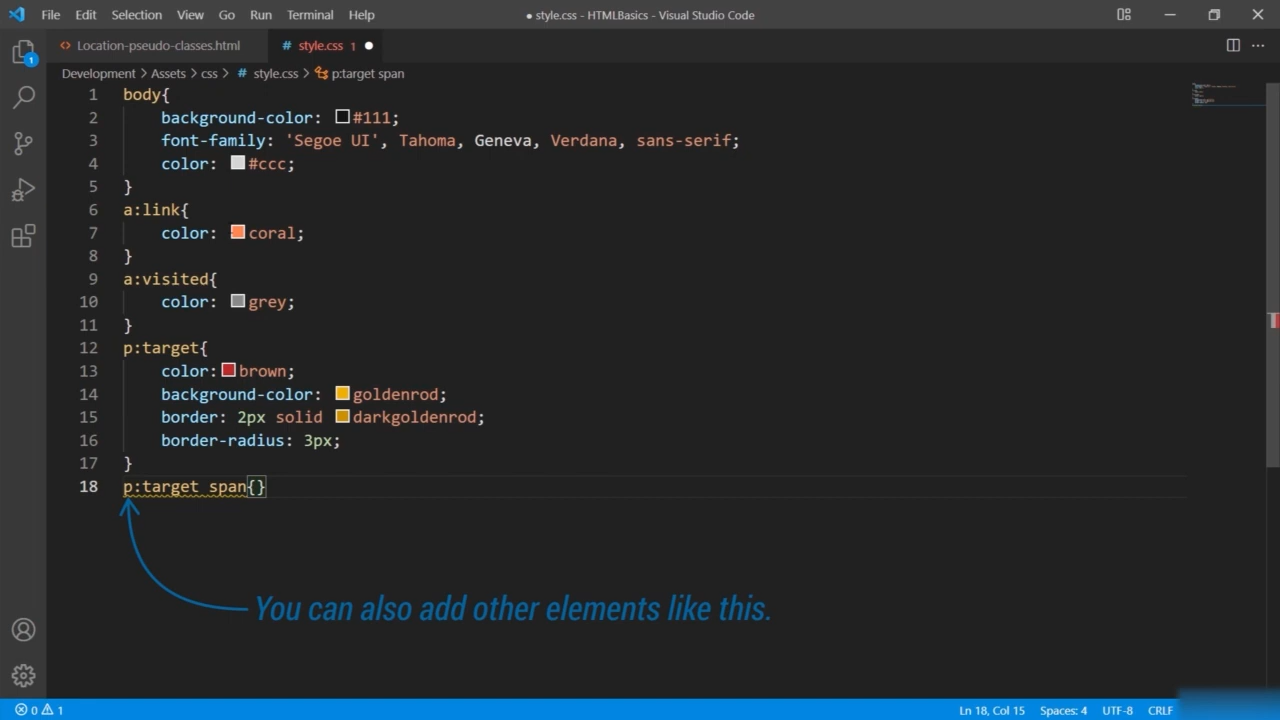 File Edit Selection View Go Run Terminal Help
● style.css - HTMLBasics - Visual Studio Code
1
<> Location-pseudo-classes.html
# style.css 1 ●
Development > Assets > css > # style.css > p:target span
1 body{
2     background-color: #111;
3     font-family: 'Segoe UI', Tahoma, Geneva, Verdana, sans-serif;
4     color: #ccc;
5 }
6 a:link{
7     color: coral;
8 }
9 a:visited{
10     color: grey;
11 }
12 p:target{
13     color:brown;
14     background-color: goldenrod;
15     border: 2px solid darkgoldenrod;
16     border-radius: 3px;
17 }
18 p:target span{}
You can also add other elements like this.
0 1 Ln 18, Col 15 Spaces: 4 UTF-8 CRLF